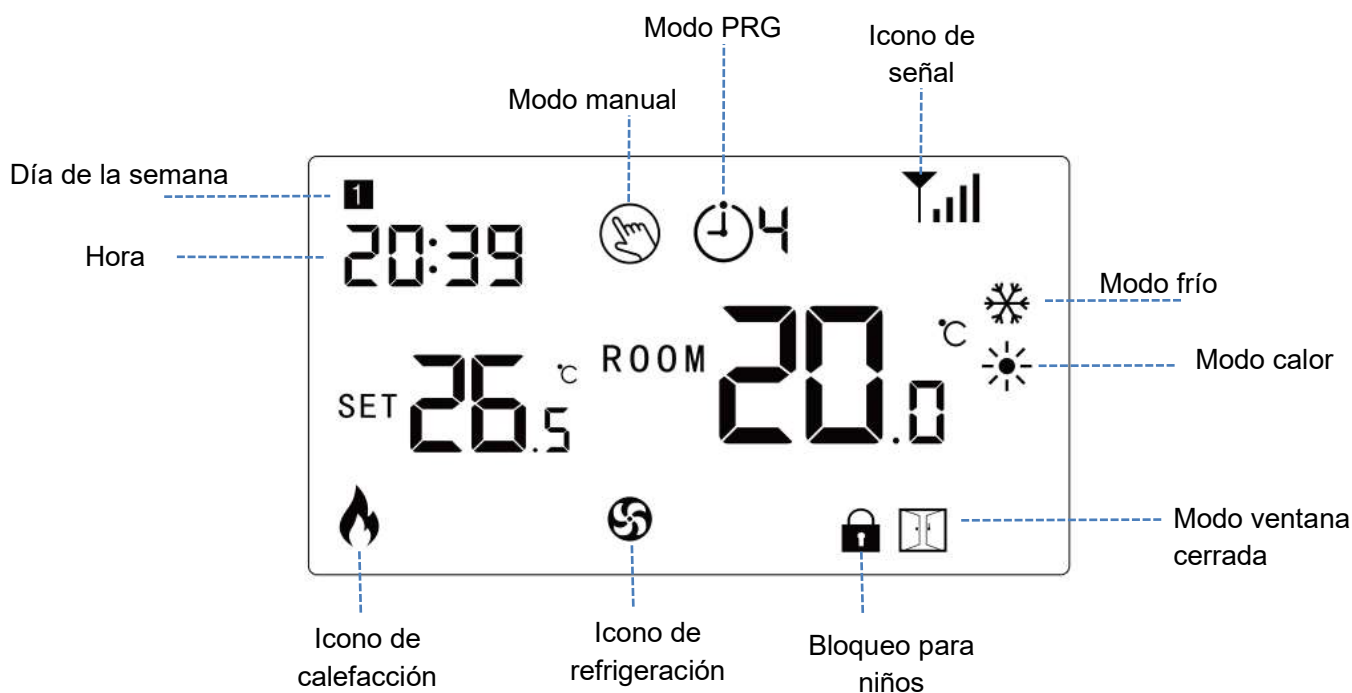 Modo PRG
Icono de
señal
Modo manual
Día de la semana
1
20:39
4
Hora
Modo frío
ROOM
20.0
℃
Modo calor
SET
26.5
℃
Modo ventana
cerrada
Icono de
calefacción
Icono de
refrigeración
Bloqueo para
niños